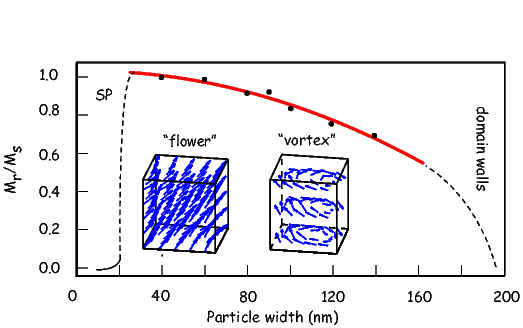 1.0
0.8
0.6
0.4
0.2
0.0
Mr/Ms
SP
"flower"
"vortex"
domain walls
0
40
80
120
160
200
Particle width (nm)